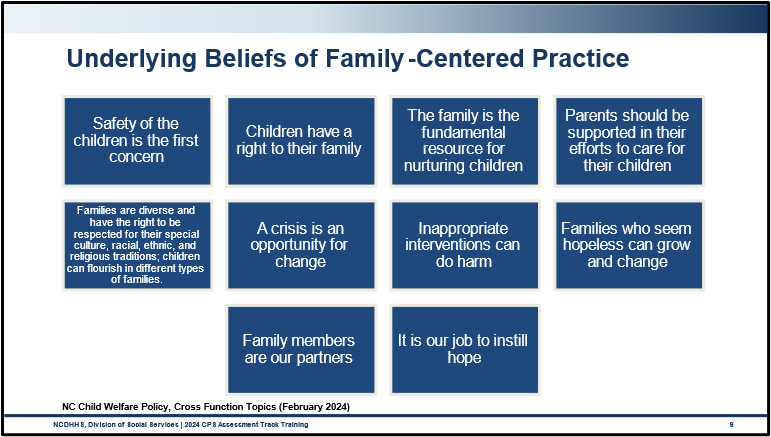 Underlying Beliefs of Family-Centered Practice
Safety of the
children is the first
concern
Children have a
right to their family
The family is the
fundamental
resource for
nurturing children
Parents should be
supported in their
efforts to care for
their children
Families are diverse and
have the right to be
respected for their special
culture, racial, ethnic, and
religious traditions; children
can flourish in different types
of families.
A crisis is an
opportunity for
change
Inappropriate
interventions can
do harm
Families who seem
hopeless can grow
and change
Family members
are our partners
It is our job to instill
hope
NC Child Welfare Policy, Cross Function Topics (February 2024)
NCDHHS, Division of Social Services | 2024 CPS Assessment Track Training
9